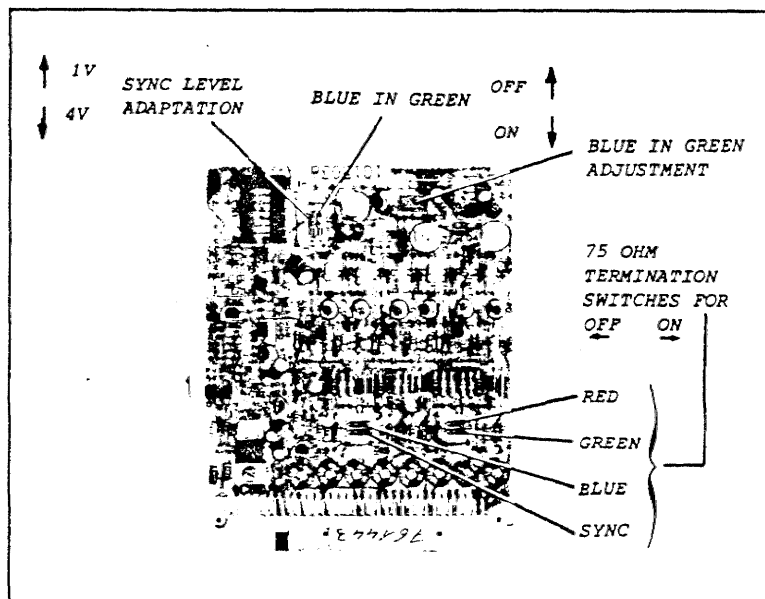 1V
4V
SYNC LEVEL
ADAPTATION
BLUE IN GREEN
OFF
ON
BLUE IN GREEN
ADJUSTMENT
75 OHM
TERMINATION
SWITCHES FOR
OFF ON
RED
GREEN
BLUE
SYNC